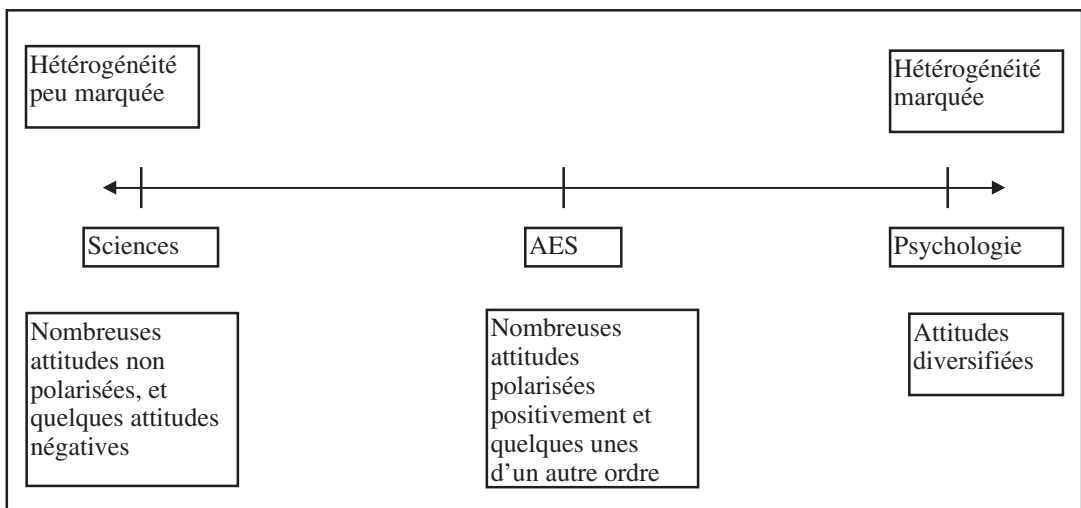 Hétérogénéité
peu marquée
Hétérogénéité
marquée
Sciences
AES
Psychologie
Nombreuses
attitudes non
polarisées, et
quelques attitudes
négatives
Nombreuses
attitudes
polarisées
positivement et
quelques unes
d'un autre ordre
Attitudes
diversifiées